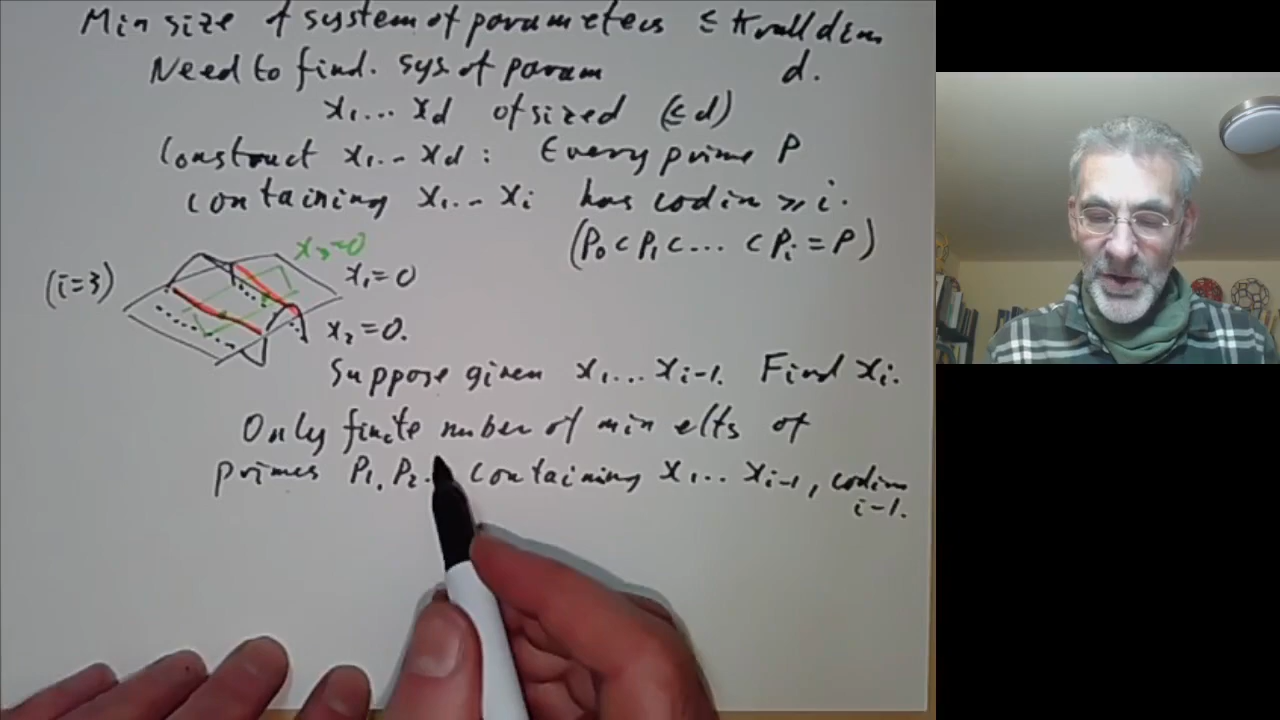 Min size of system of parameters ≤ Krull dim
Need to find. sys of param d.
x₁... x_d of size d (≤ d)
Construct x₁.. x_d : Every prime P
containing x₁... xᵢ has codim ≥ i.
(P₀ ⊂ P₁ ⊂ ... ⊂ Pᵢ = P)
(i=3) x₃=0
x₁=0
x₂=0.
Suppose given x₁... xᵢ₋₁. Find xᵢ.
Only finite number of min elts of
primes P₁, P₂.. containing x₁... xᵢ₋₁, codim
i-1.